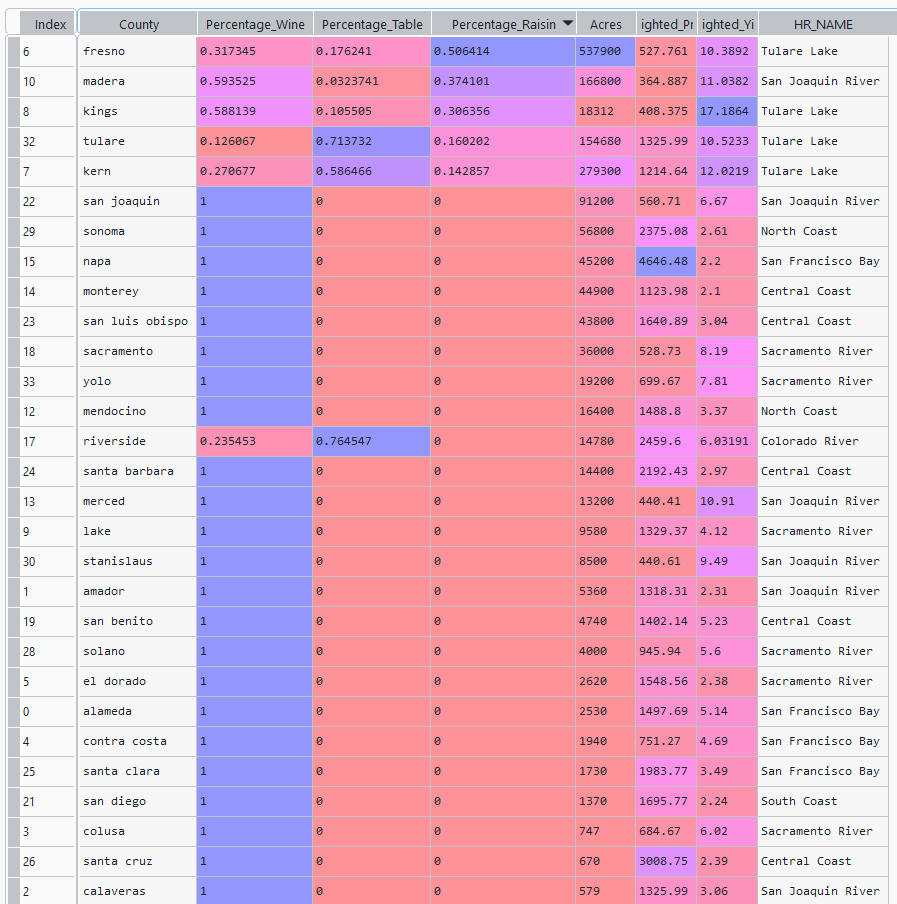 Index County Percentage_Wine Percentage_Table Percentage_Raisin Acres ighted_Pr ighted_Yi HR_NAME
6 fresno 0.317345 0.176241 0.506414 537900 527.761 10.3892 Tulare Lake
10 madera 0.593525 0.0323741 0.374101 166800 364.887 11.0382 San Joaquin River
8 kings 0.588139 0.105505 0.306356 18312 408.375 17.1864 Tulare Lake
32 tulare 0.126067 0.713732 0.160202 154680 1325.99 10.5233 Tulare Lake
7 kern 0.270677 0.586466 0.142857 279300 1214.64 12.0219 Tulare Lake
22 san joaquin 1 0 0 91200 560.71 6.67 San Joaquin River
29 sonoma 1 0 0 56800 2375.08 2.61 North Coast
15 napa 1 0 0 45200 4646.48 2.2 San Francisco Bay
14 monterey 1 0 0 44900 1123.98 2.1 Central Coast
23 san luis obispo 1 0 0 43800 1640.89 3.04 Central Coast
18 sacramento 1 0 0 36000 528.73 8.19 Sacramento River
33 yolo 1 0 0 19200 699.67 7.81 Sacramento River
12 mendocino 1 0 0 16400 1488.8 3.37 North Coast
17 riverside 0.235453 0.764547 0 14780 2459.6 6.03191 Colorado River
24 santa barbara 1 0 0 14400 2192.43 2.97 Central Coast
13 merced 1 0 0 13200 440.41 10.91 San Joaquin River
9 lake 1 0 0 9580 1329.37 4.12 Sacramento River
30 stanislaus 1 0 0 8500 440.61 9.49 San Joaquin River
1 amador 1 0 0 5360 1318.31 2.31 San Joaquin River
19 san benito 1 0 0 4740 1402.14 5.23 Central Coast
28 solano 1 0 0 4000 945.94 5.6 Sacramento River
5 el dorado 1 0 0 2620 1548.56 2.38 Sacramento River
0 alameda 1 0 0 2530 1497.69 5.14 San Francisco Bay
4 contra costa 1 0 0 1940 751.27 4.69 San Francisco Bay
25 santa clara 1 0 0 1730 1983.77 3.49 San Francisco Bay
21 san diego 1 0 0 1370 1695.77 2.24 South Coast
3 colusa 1 0 0 747 684.67 6.02 Sacramento River
26 santa cruz 1 0 0 670 3008.75 2.39 Central Coast
2 calaveras 1 0 0 579 1325.99 3.06 San Joaquin River